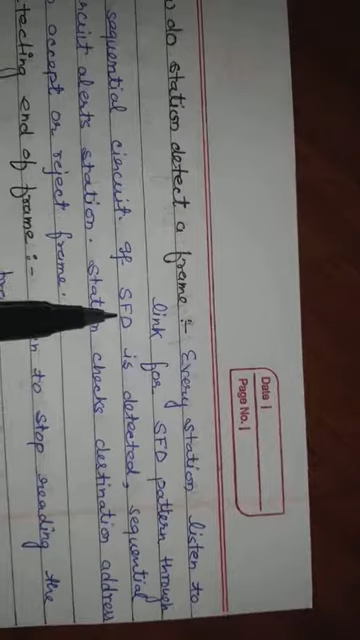 Date |
Page No. |
do station detect a frame :- Every station listen to
link for SFD pattern through
sequential circuit. If SFD is detected, sequential
circuit alerts station. Station checks destination address
accept or reject frame.
tecting end of frame :- to stop reading the